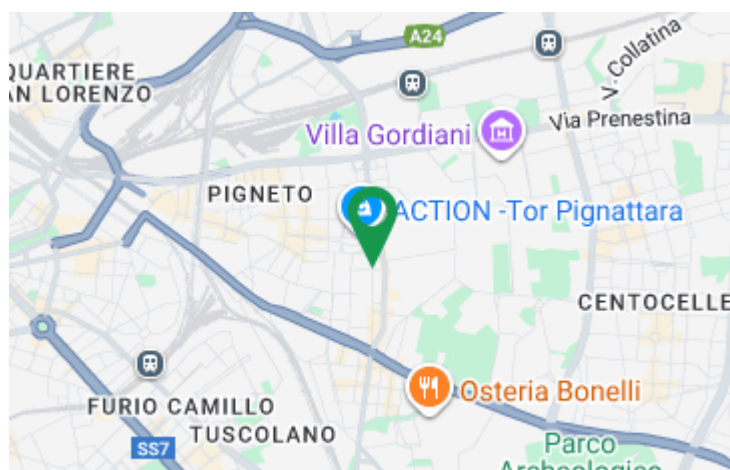 A24
QUARTIERE
AN LORENZO
V. Collatina
Villa Gordiani
Via Prenestina
PIGNETO
ACTION -Tor Pignattara
CENTOCELLE
Osteria Bonelli
FURIO CAMILLO
TUSCOLANO
SS7
Parco
Archeologico